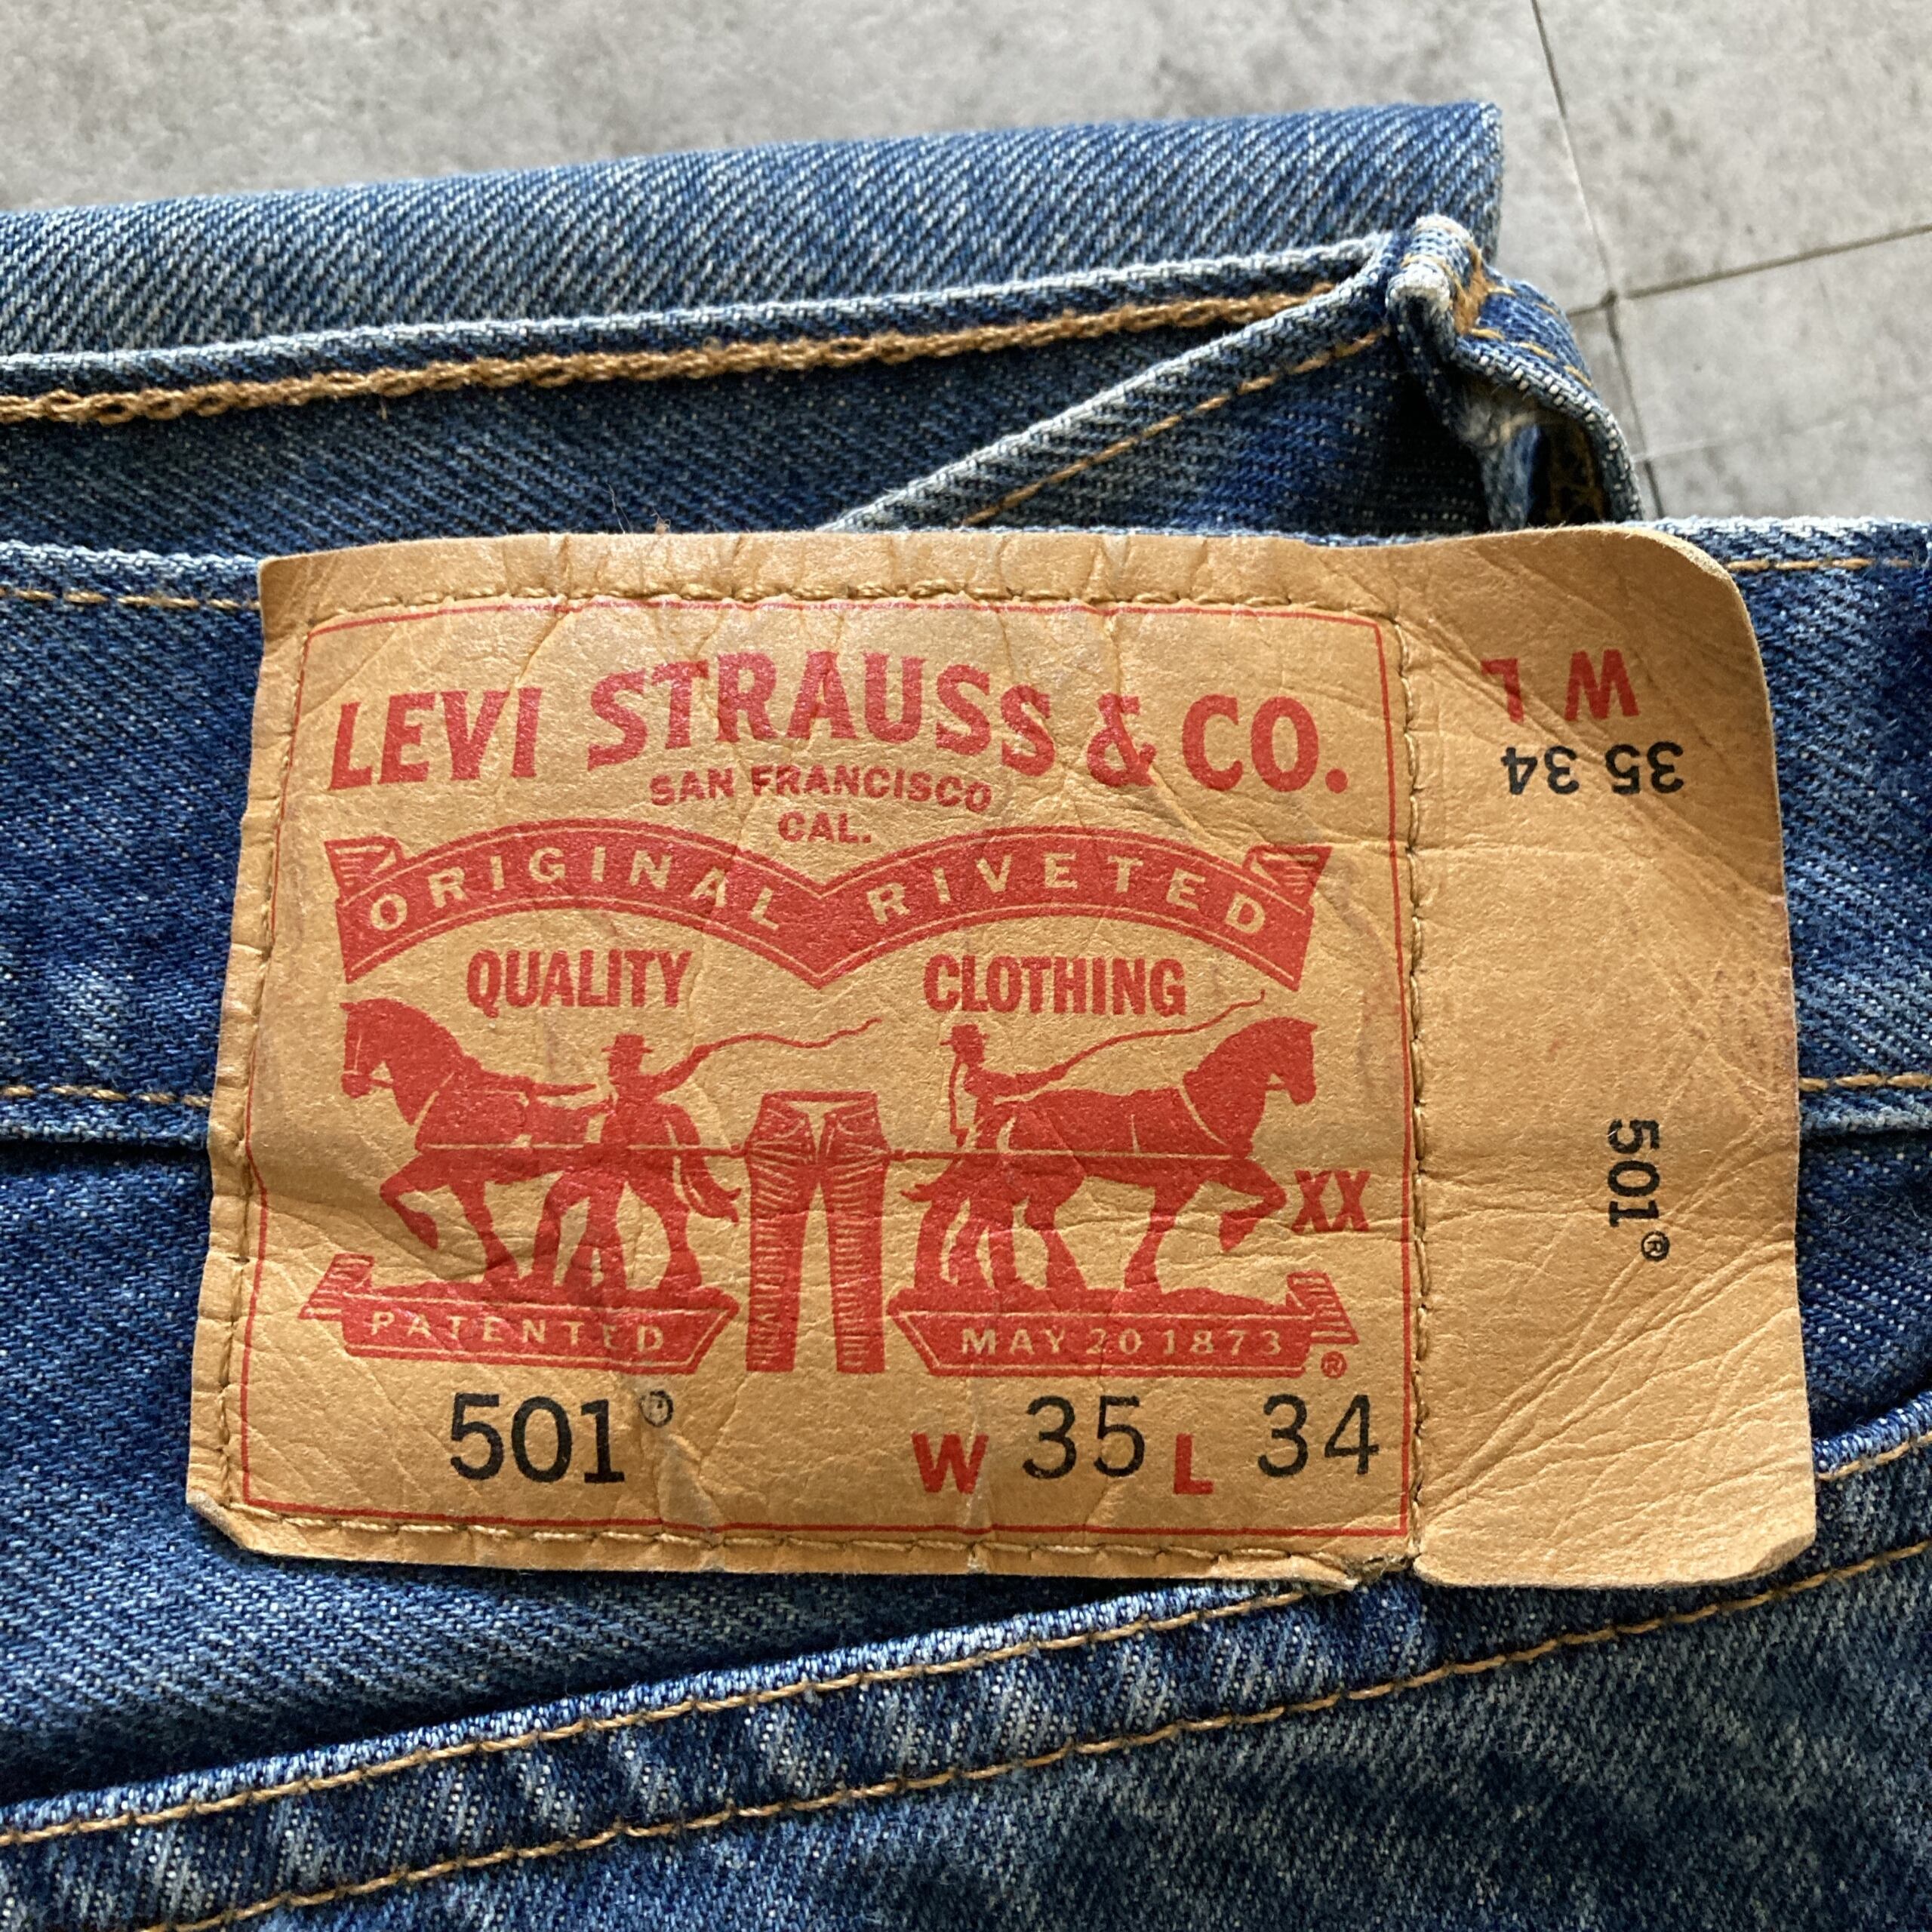 LEVI STRAUSS & CO.
SAN FRANCISCO
CAL.
ORIGINAL RIVETED
QUALITY CLOTHING
XX
PATENTED MAY 20 1873 ®
501® W 35 L 34
W L
35 34
501®